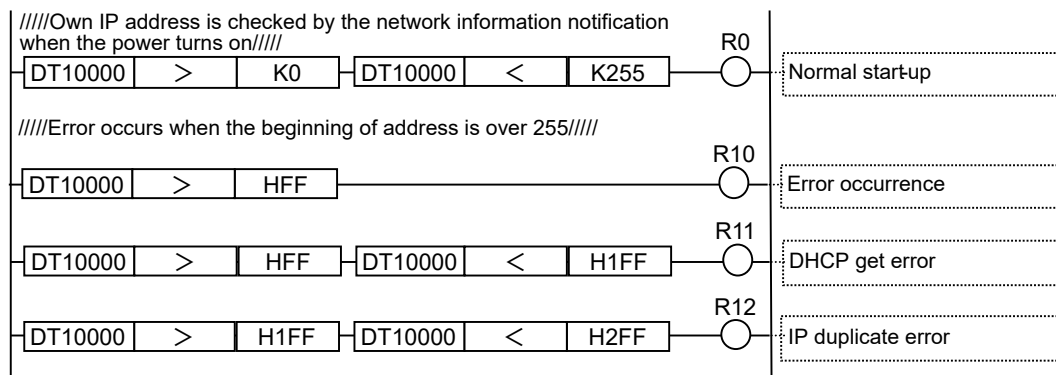 /////Own IP address is checked by the network information notification
when the power turns on/////
R0
DT10000 > K0 DT10000 < K255 Normal start-up
/////Error occurs when the beginning of address is over 255/////
R10
DT10000 > HFF Error occurrence
R11
DT10000 > HFF DT10000 < H1FF DHCP get error
R12
DT10000 > H1FF DT10000 < H2FF IP duplicate error